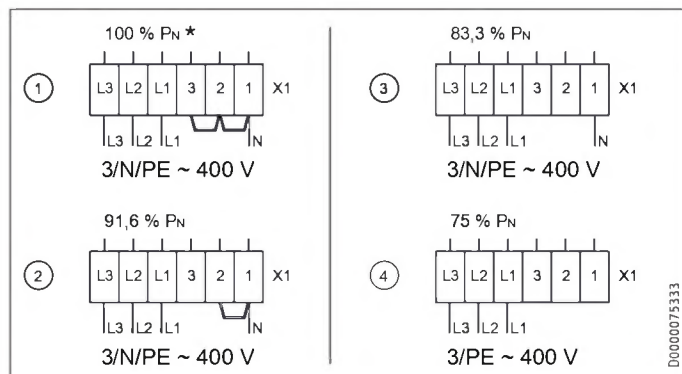 100 % PN *
1
L3 L2 L1 3 2 1 X1
L3 L2 L1 N
3/N/PE ~ 400 V
91,6 % PN
2
L3 L2 L1 3 2 1 X1
L3 L2 L1 N
3/N/PE ~ 400 V
83,3 % PN
3
L3 L2 L1 3 2 1 X1
L3 L2 L1 N
3/N/PE ~ 400 V
75 % PN
4
L3 L2 L1 3 2 1 X1
L3 L2 L1
3/PE ~ 400 V
D0000075333